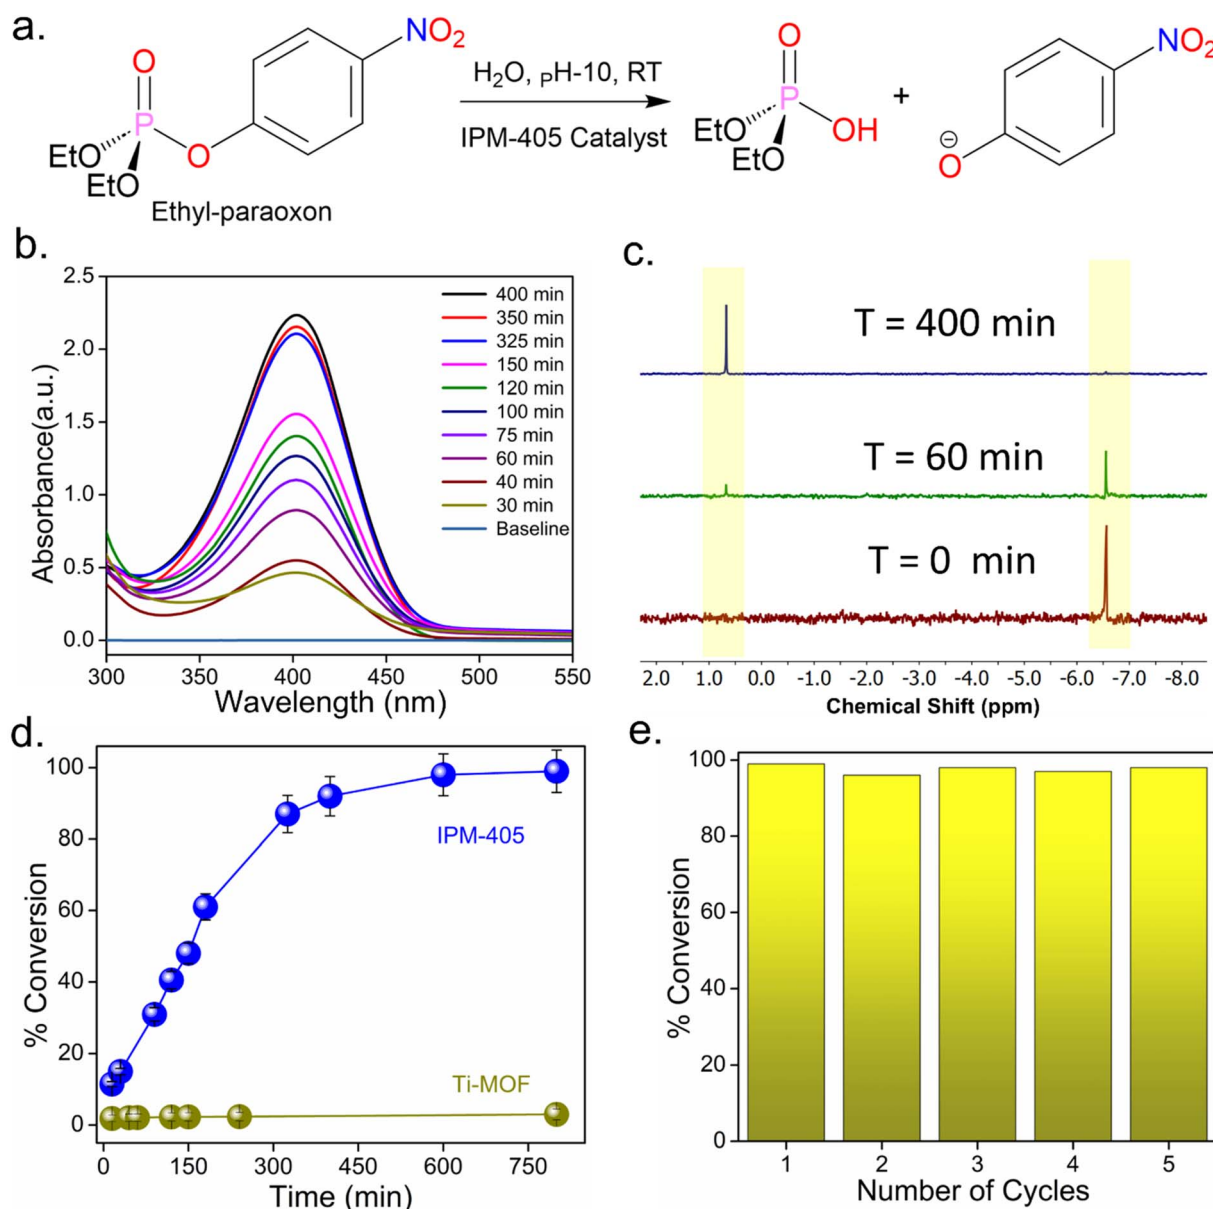 a.
O
P
EtO
EtO
O
NO2
Ethyl-paraoxon
H2O, PH-10, RT
IPM-405 Catalyst
O
P
EtO
EtO
OH
+
⊖
O
NO2
b.
Absorbance(a.u.)
2.5
2.0
1.5
1.0
0.5
0.0
400 min
350 min
325 min
150 min
120 min
100 min
75 min
60 min
40 min
30 min
Baseline
300 350 400 450 500 550
Wavelength (nm)
c.
T = 400 min
T = 60 min
T = 0 min
2.0 1.0 0.0 -1.0 -2.0 -3.0 -4.0 -5.0 -6.0 -7.0 -8.0
Chemical Shift (ppm)
d.
% Conversion
100
80
60
40
20
0
IPM-405
Ti-MOF
0 150 300 450 600 750
Time (min)
e.
% Conversion
100
80
60
40
20
0
1 2 3 4 5
Number of Cycles